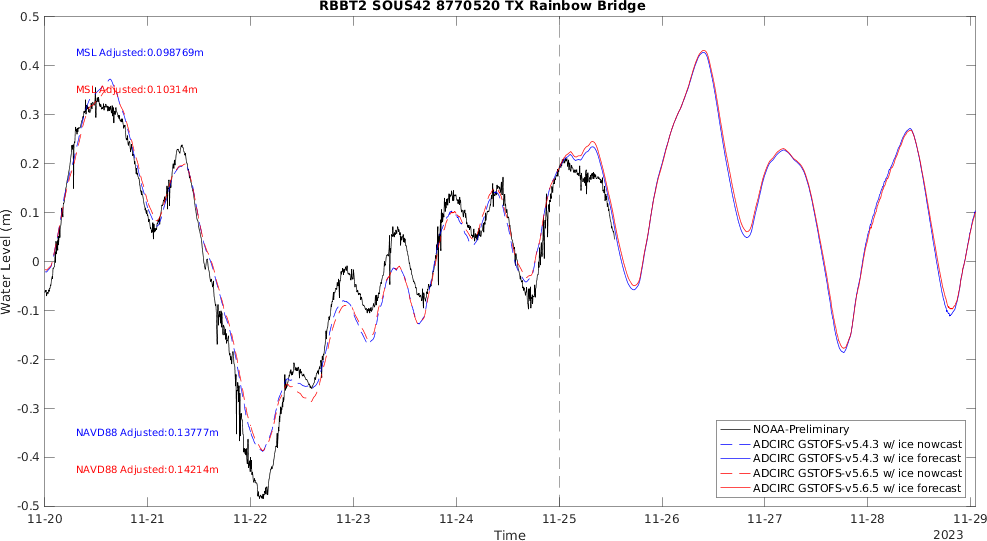 RBBT2 SOUS42 8770520 TX Rainbow Bridge
0.5
0.4
0.3
0.2
0.1
0
-0.1
-0.2
-0.3
-0.4
-0.5
Water Level (m)
MSL Adjusted:0.098769m
MSL Adjusted:0.10314m
NAVD88 Adjusted:0.13777m
NAVD88 Adjusted:0.14214m
NOAA-Preliminary
ADCIRC GSTOFS-v5.4.3 w/ ice nowcast
ADCIRC GSTOFS-v5.4.3 w/ ice forecast
ADCIRC GSTOFS-v5.6.5 w/ ice nowcast
ADCIRC GSTOFS-v5.6.5 w/ ice forecast
11-20 11-21 11-22 11-23 11-24 11-25 11-26 11-27 11-28 11-29
Time
2023